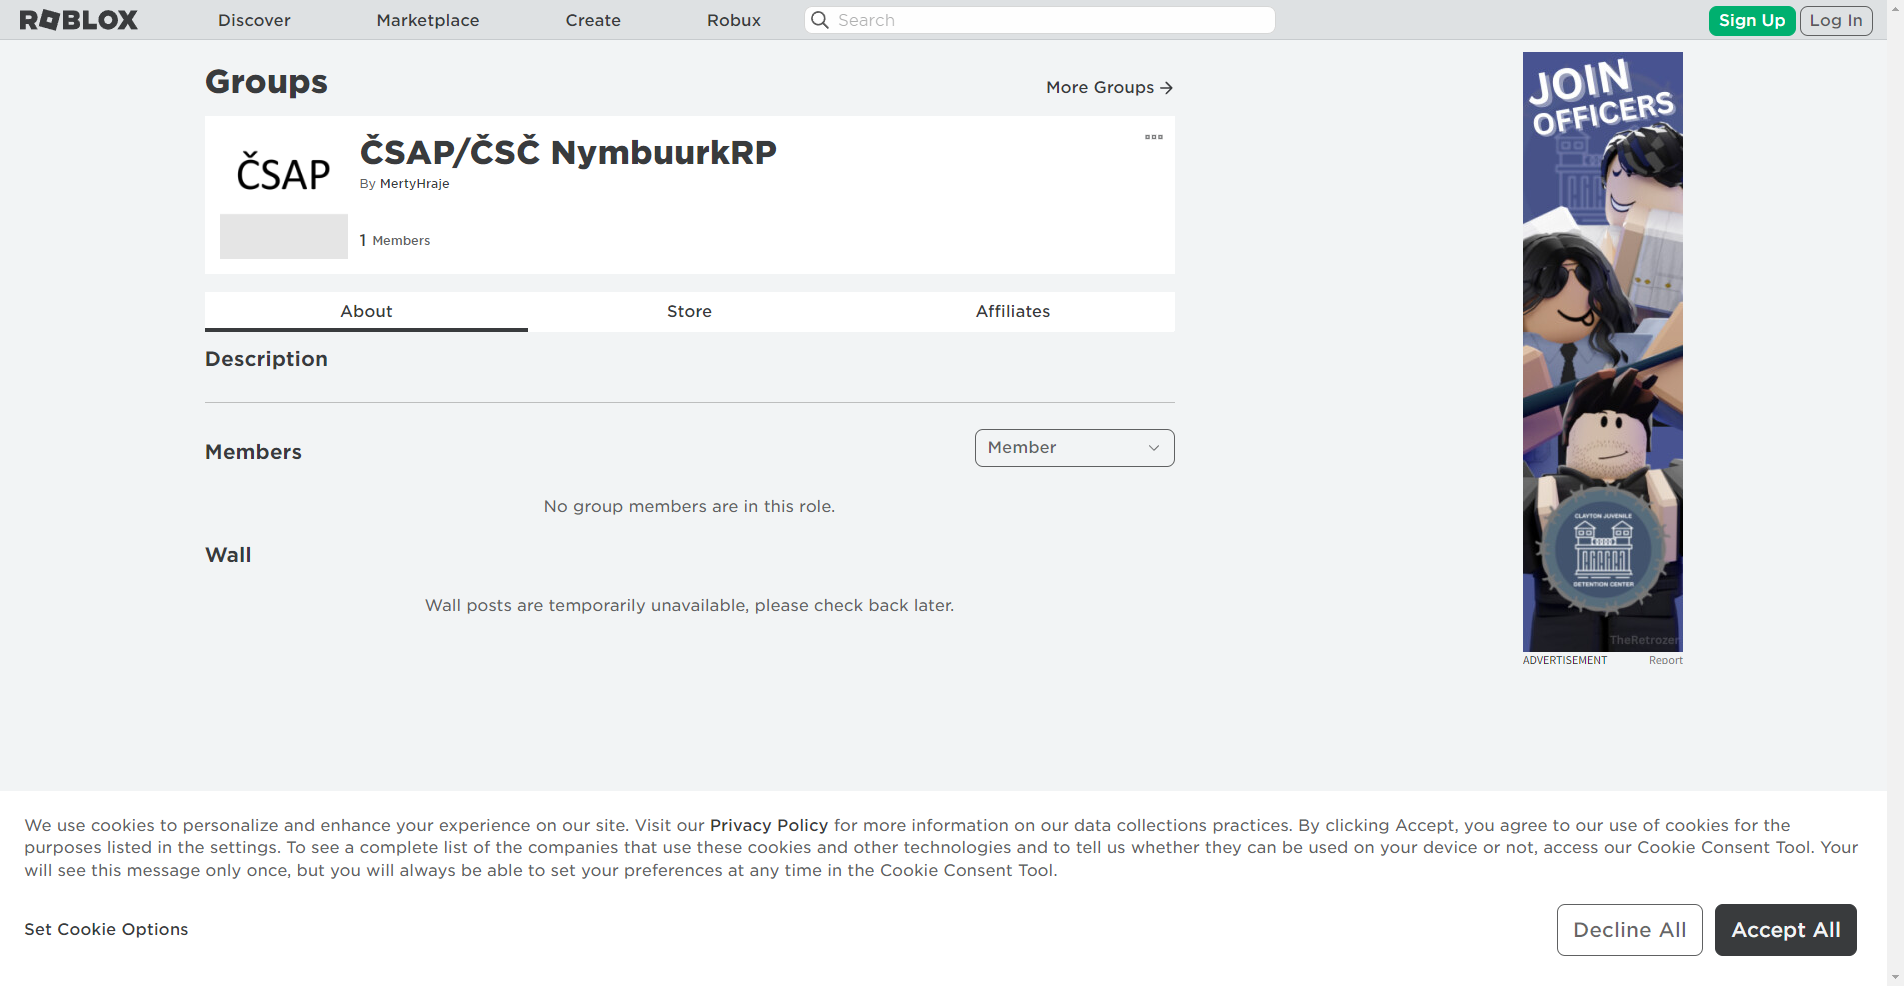 ROBLOX
Discover
Marketplace
Create
Robux
Search
Sign Up
Log In
Groups
More Groups
ČSAP
ČSAP/ČSČ NymbuurkRP
By MertyHraje
1 Members
About
Store
Affiliates
Description
Members
Member
No group members are in this role.
Wall
Wall posts are temporarily unavailable, please check back later.
JOIN
OFFICERS
CLAYTON JUVENILE
DETENTION CENTER
TheRetrozer
ADVERTISEMENT
Report
We use cookies to personalize and enhance your experience on our site. Visit our Privacy Policy for more information on our data collections practices. By clicking Accept, you agree to our use of cookies for the
purposes listed in the settings. To see a complete list of the companies that use these cookies and other technologies and to tell us whether they can be used on your device or not, access our Cookie Consent Tool. Your
will see this message only once, but you will always be able to set your preferences at any time in the Cookie Consent Tool.
Set Cookie Options
Decline All
Accept All